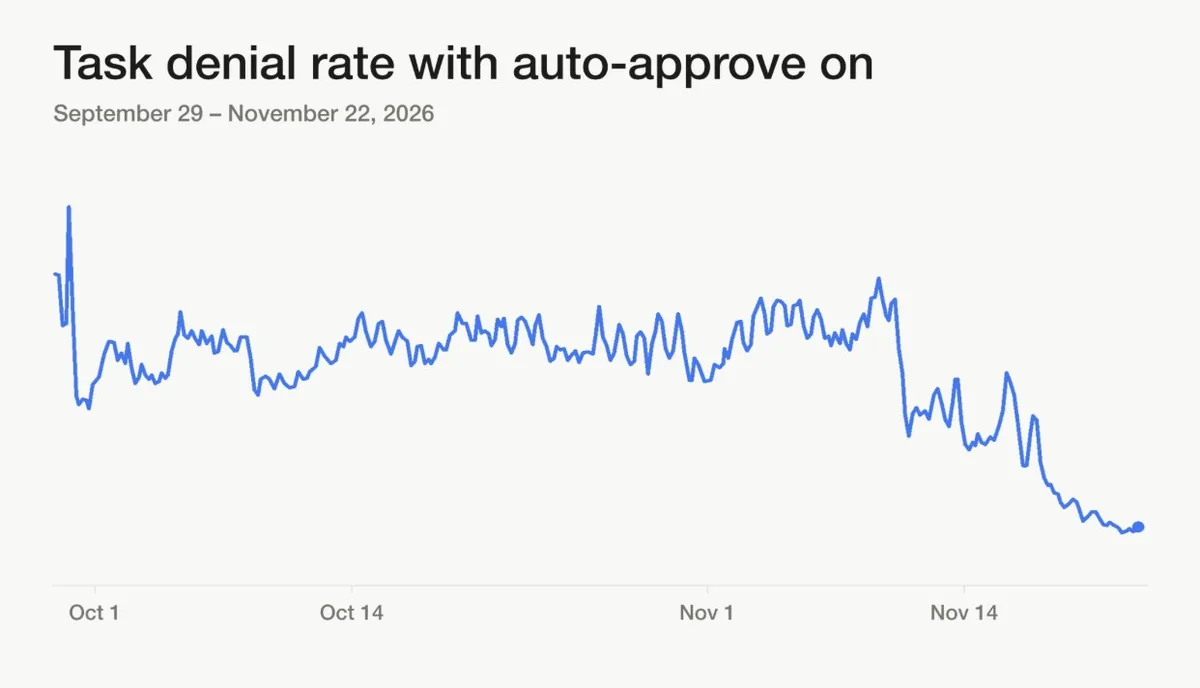 Task denial rate with auto-approve on
September 29 – November 22, 2026
Oct 1
Oct 14
Nov 1
Nov 14